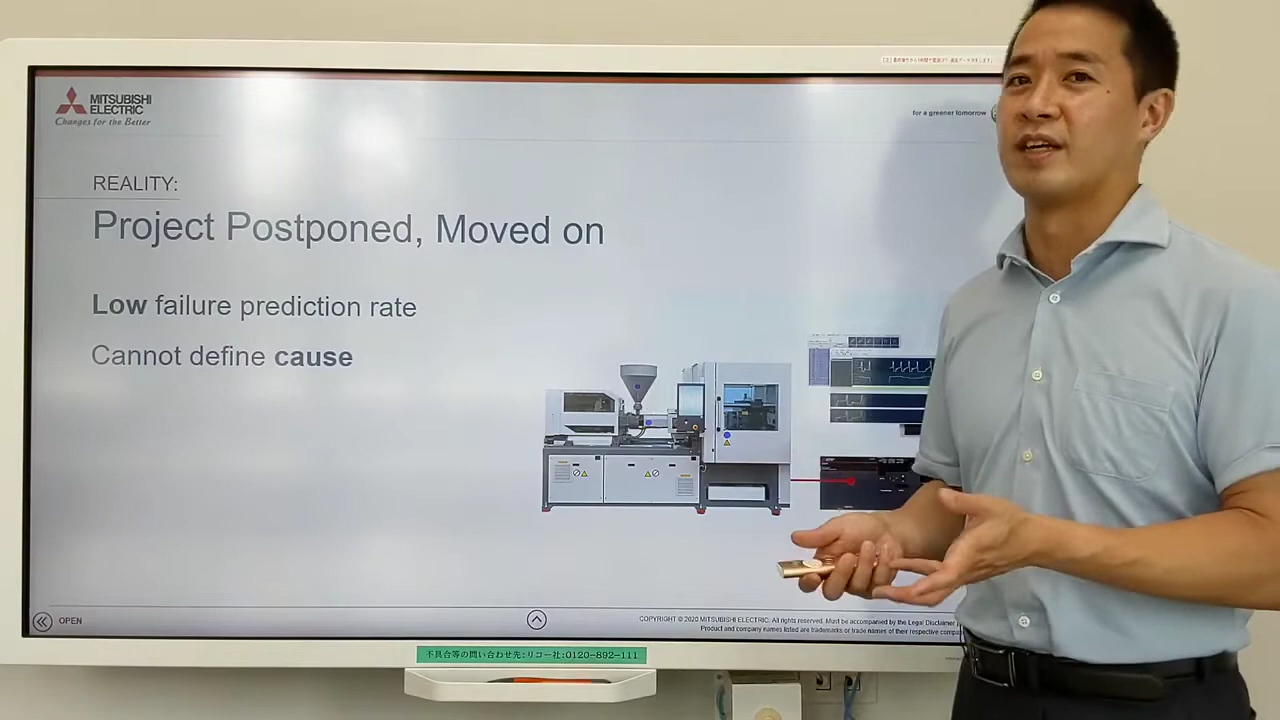 MITSUBISHI
ELECTRIC
Changes for the Better
for a greener tomorrow
REALITY:
Project Postponed, Moved on
Low failure prediction rate
Cannot define cause
OPEN
COPYRIGHT © 2020 MITSUBISHI ELECTRIC. All rights reserved. Must be accompanied by the Legal Disclaimer
Product and company names listed are trademarks or trade names of their respective
不具合等の問い合わせ先:リコー社:0120-892-111